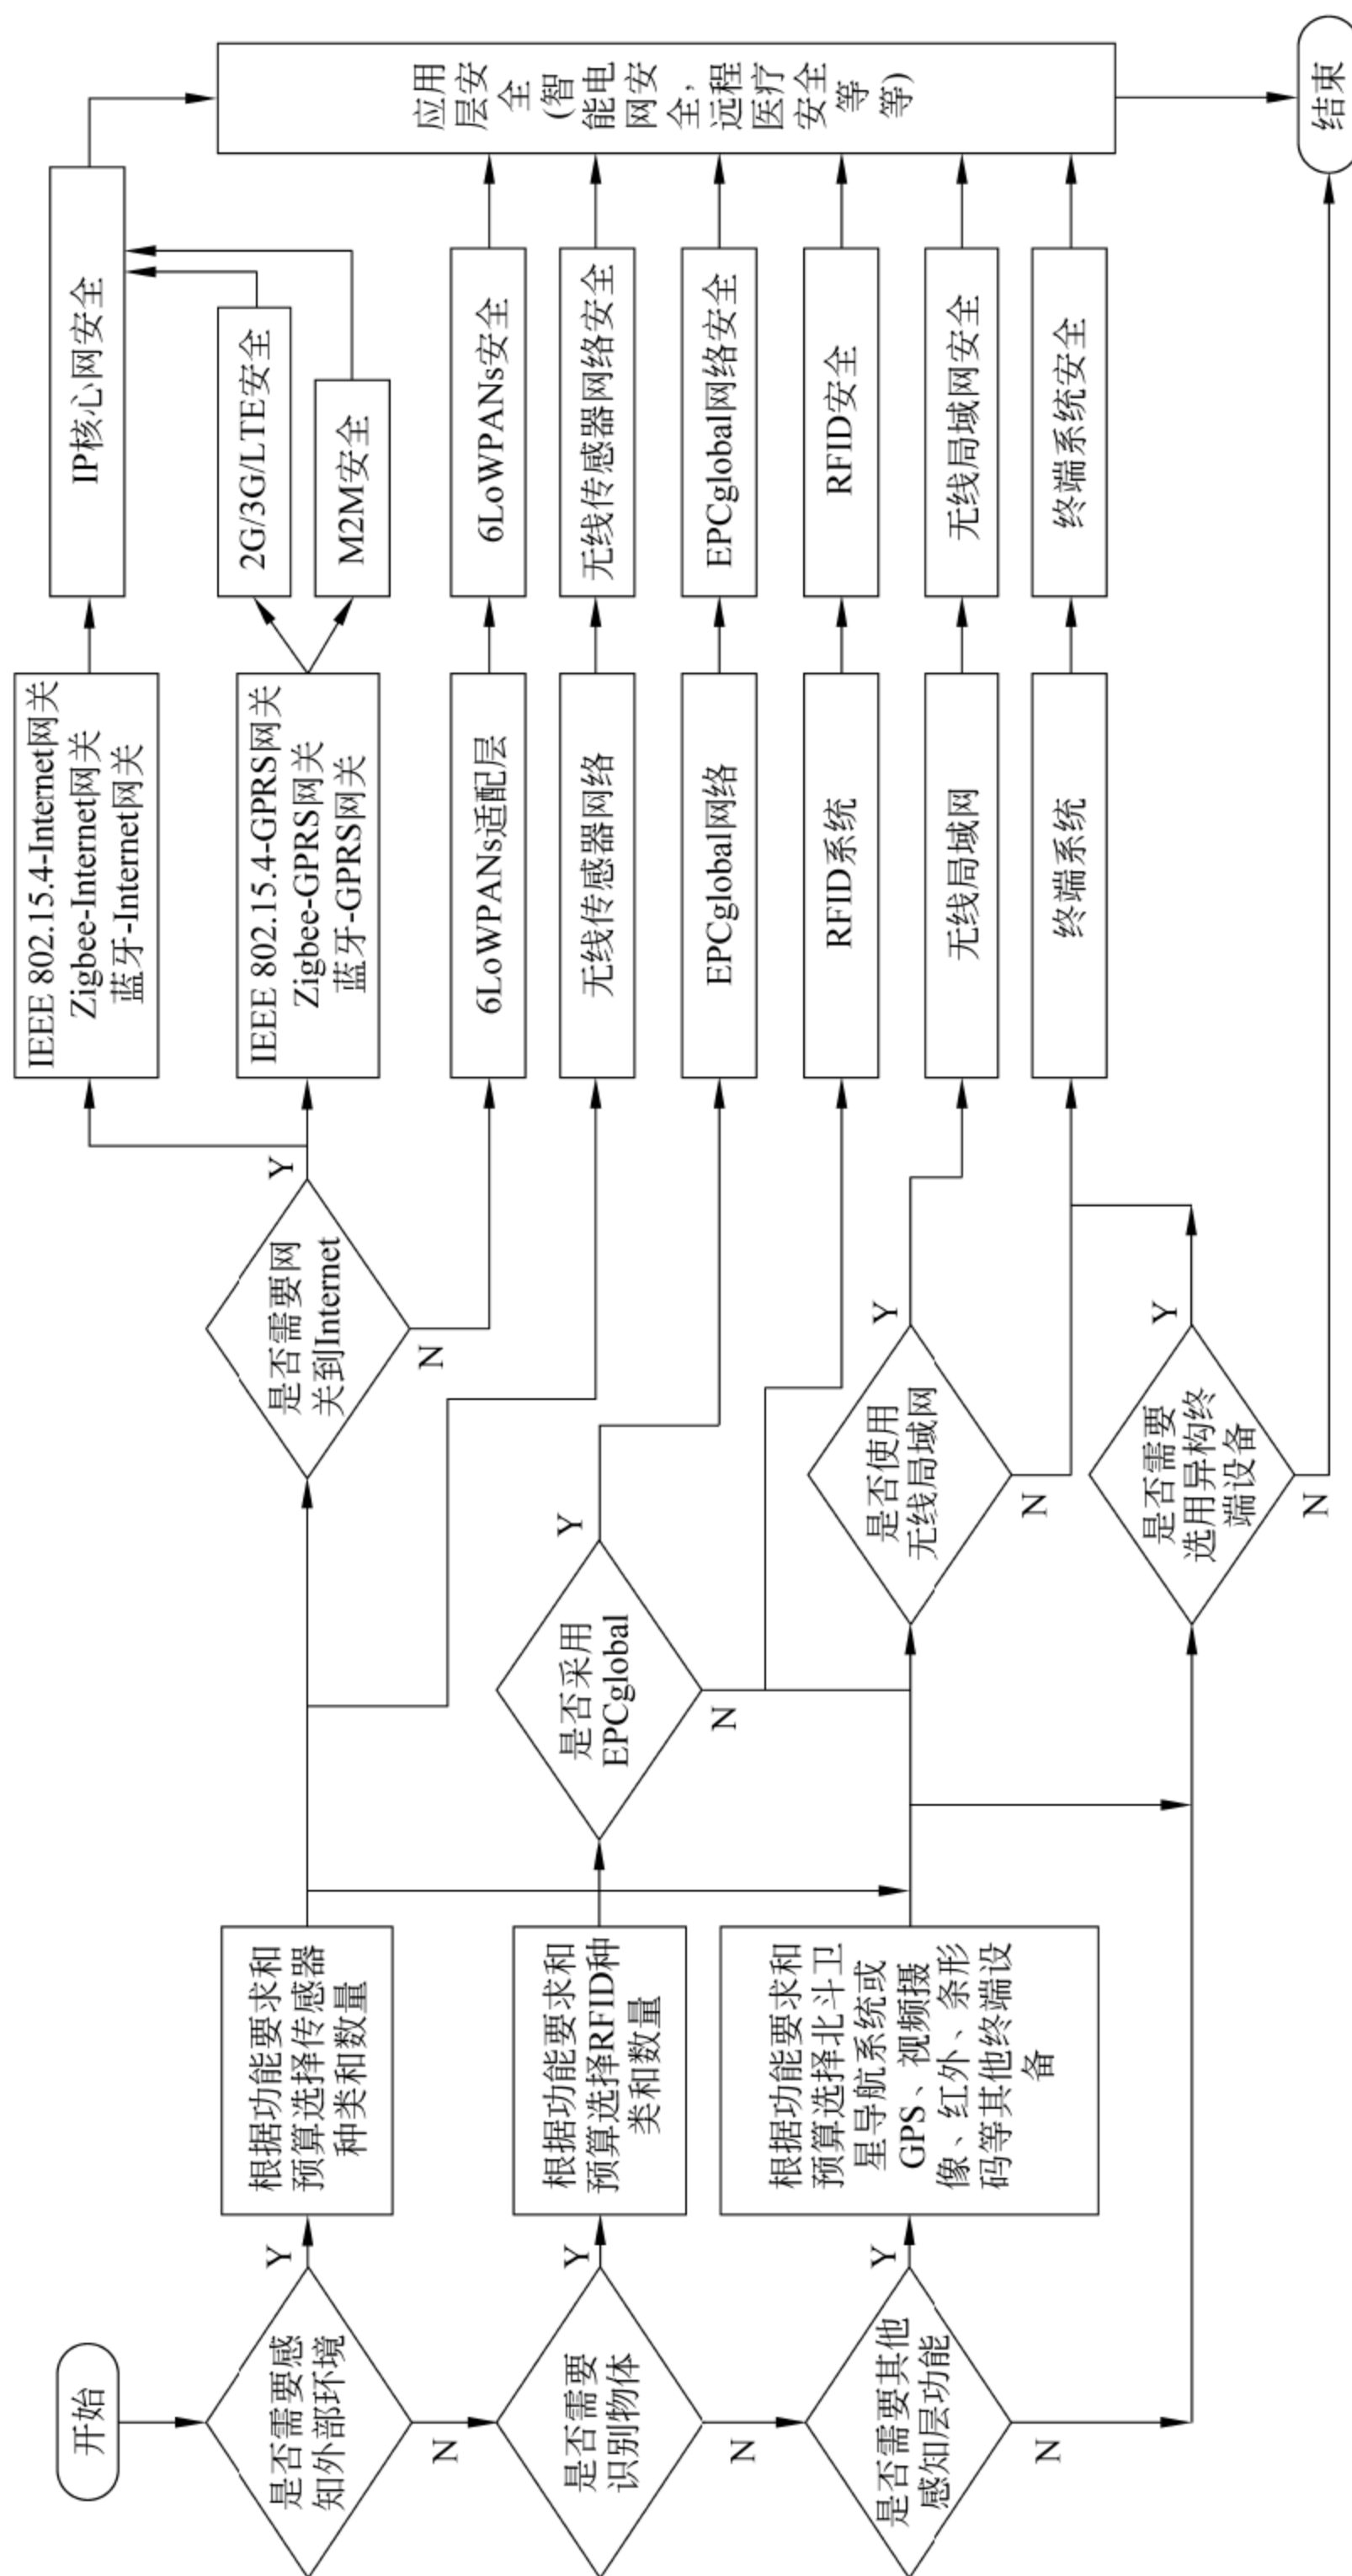 开始
是否需要感
知外部环境
Y
N
是否需要
识别物体
Y
N
是否需要其他
感知层功能
Y
N
根据功能要求和
预算选择传感器
种类和数量
根据功能要求和
预算选择RFID种
类和数量
根据功能要求和
预算选择北斗卫
星导航系统或
GPS、视频摄
像、红外、条形
码等其他终端设
备
是否采用
EPCglobal
Y
N
是否需要网
关到Internet
Y
N
是否使用
无线局域网
Y
N
是否需要
选用异构终
端设备
Y
N
IEEE 802.15.4-Internet网关
Zigbee-Internet网关
蓝牙-Internet网关
IEEE 802.15.4-GPRS网关
Zigbee-GPRS网关
蓝牙-GPRS网关
6LoWPANs适配层
无线传感器网络
EPCglobal网络
RFID系统
无线局域网
终端系统
IP核心网安全
2G/3G/LTE安全
M2M安全
6LoWPANs安全
无线传感器网络安全
EPCglobal网络安全
RFID安全
无线局域网安全
终端系统安全
应用
层安
全
(智
能电
网安
全,
远程
医疗
安全
等
等)
结束